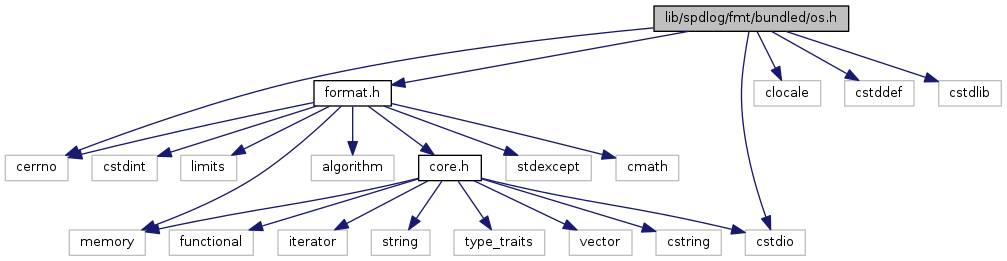 lib/spdlog/fmt/bundled/os.h
format.h
clocale
cstddef
cstdlib
cerrno
cstdint
limits
algorithm
core.h
stdexcept
cmath
memory
functional
iterator
string
type_traits
vector
cstring
cstdio